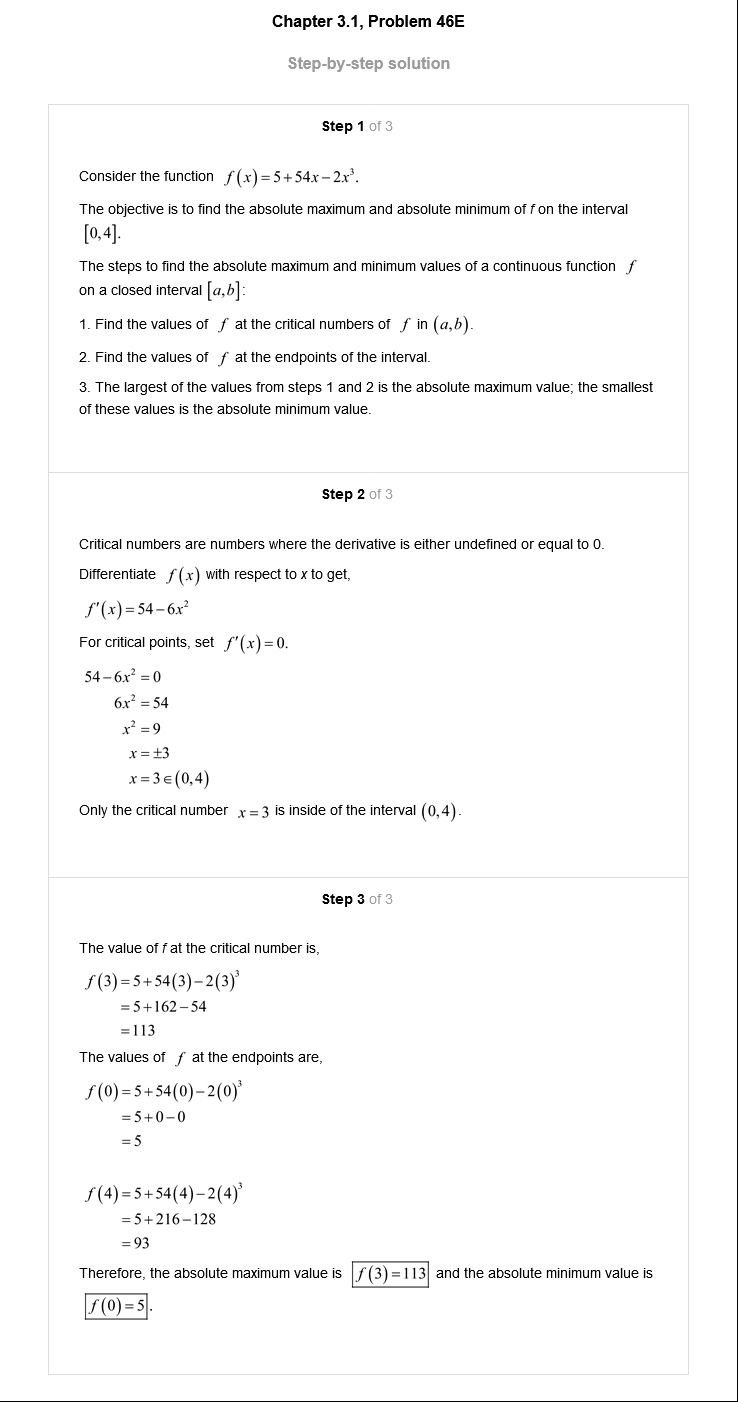 Chapter 3.1, Problem 46E
Step-by-step solution
Step 1 of 3
Consider the function f(x)=5+54x−2x³.
The objective is to find the absolute maximum and absolute minimum of f on the interval
[0,4].
The steps to find the absolute maximum and minimum values of a continuous function f
on a closed interval [a,b]:
1. Find the values of f at the critical numbers of f in (a,b).
2. Find the values of f at the endpoints of the interval.
3. The largest of the values from steps 1 and 2 is the absolute maximum value; the smallest
of these values is the absolute minimum value.
Step 2 of 3
Critical numbers are numbers where the derivative is either undefined or equal to 0.
Differentiate f(x) with respect to x to get,
f'(x)=54−6x²
For critical points, set f'(x)=0.
54−6x²=0
6x²=54
x²=9
x=±3
x=3∈(0,4)
Only the critical number x=3 is inside of the interval (0,4).
Step 3 of 3
The value of f at the critical number is,
f(3)=5+54(3)−2(3)³
=5+162−54
=113
The values of f at the endpoints are,
f(0)=5+54(0)−2(0)³
=5+0−0
=5
f(4)=5+54(4)−2(4)³
=5+216−128
=93
Therefore, the absolute maximum value is f(3)=113 and the absolute minimum value is
f(0)=5.